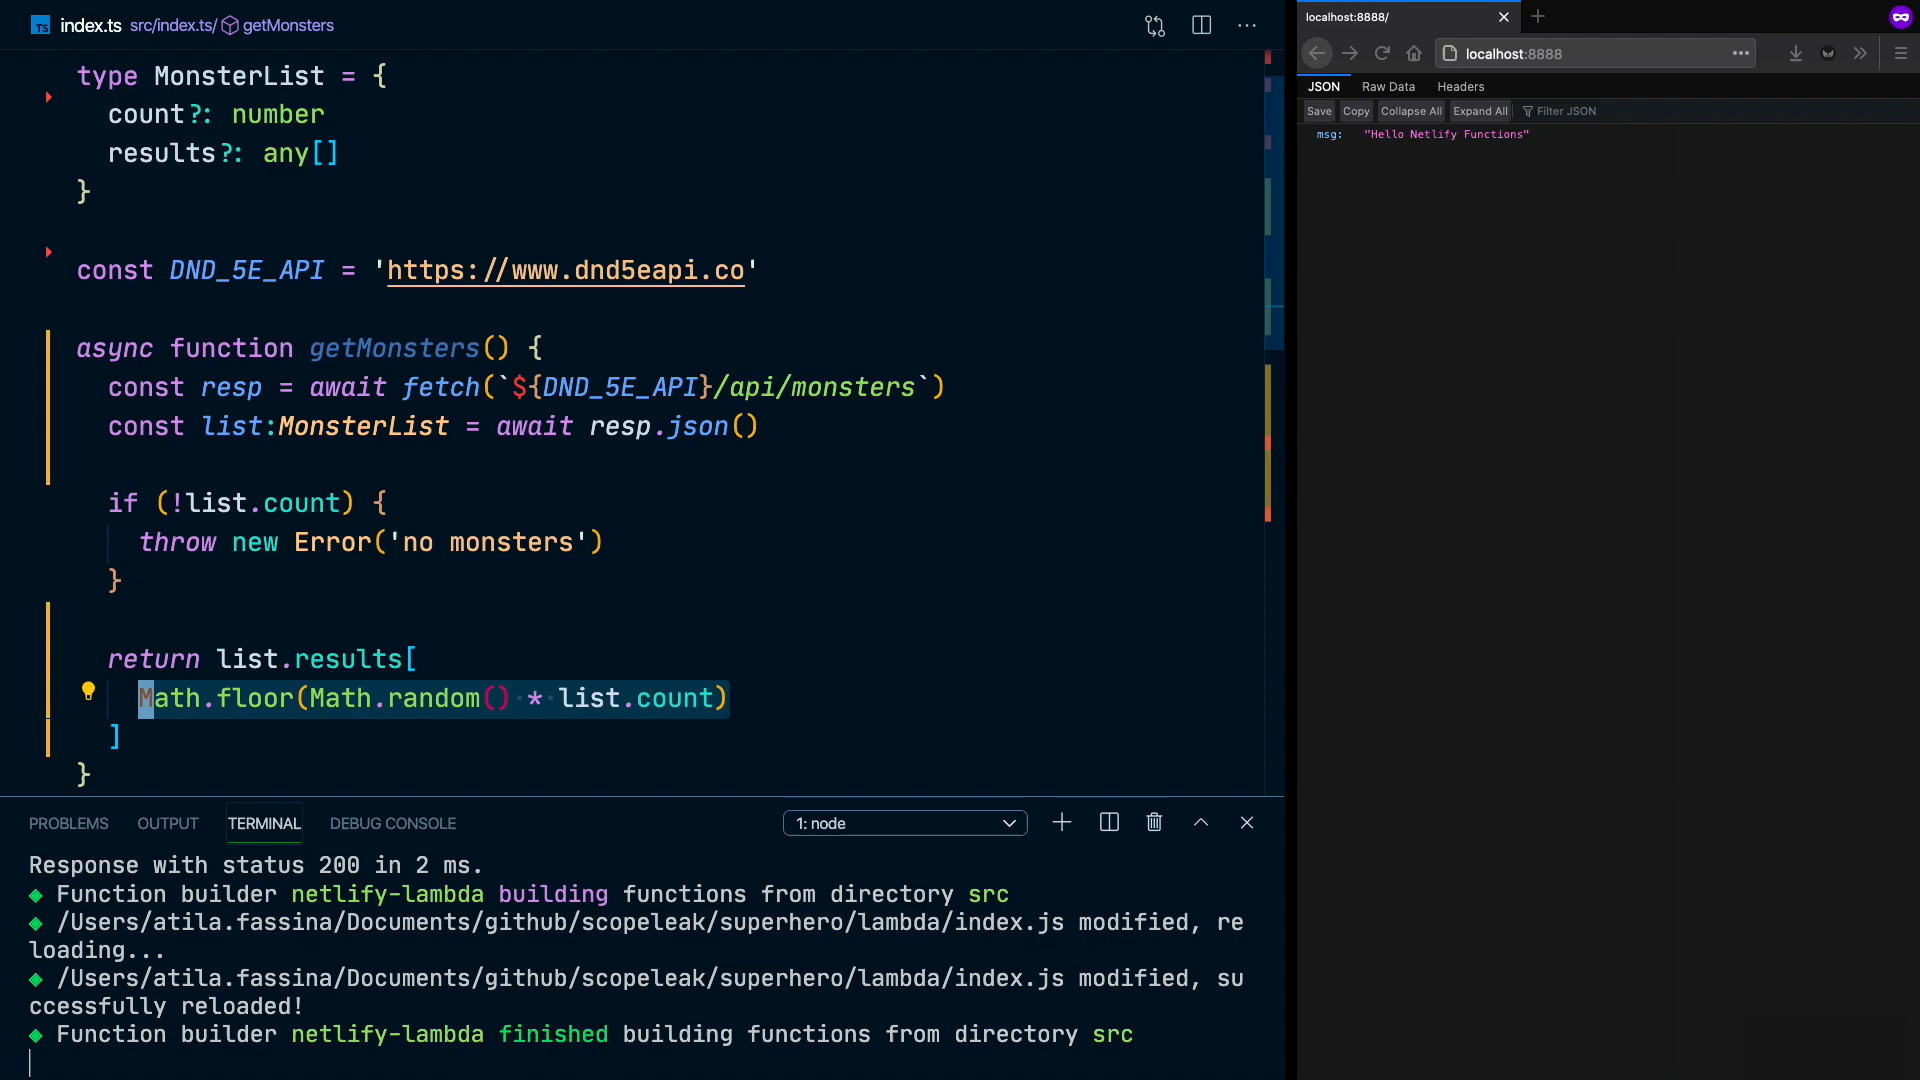 index.ts src/index.ts/ getMonsters
type MonsterList = {
count?: number
results?: any[]
}
const DND_5E_API = 'https://www.dnd5eapi.co'
async function getMonsters() {
const resp = await fetch(`${DND_5E_API}/api/monsters`)
const list:MonsterList = await resp.json()
if (!list.count) {
throw new Error('no monsters')
}
return list.results[
Math.floor(Math.random() * list.count)
]
}
PROBLEMS OUTPUT TERMINAL DEBUG CONSOLE 1: node
Response with status 200 in 2 ms.
◆ Function builder netlify-lambda building functions from directory src
◆ /Users/atila.fassina/Documents/github/scopeleak/superhero/lambda/index.js modified, re
loading...
◆ /Users/atila.fassina/Documents/github/scopeleak/superhero/lambda/index.js modified, su
ccessfully reloaded!
◆ Function builder netlify-lambda finished building functions from directory src
localhost:8888/
localhost:8888
JSON Raw Data Headers
Save Copy Collapse All Expand All Filter JSON
msg: "Hello Netlify Functions"